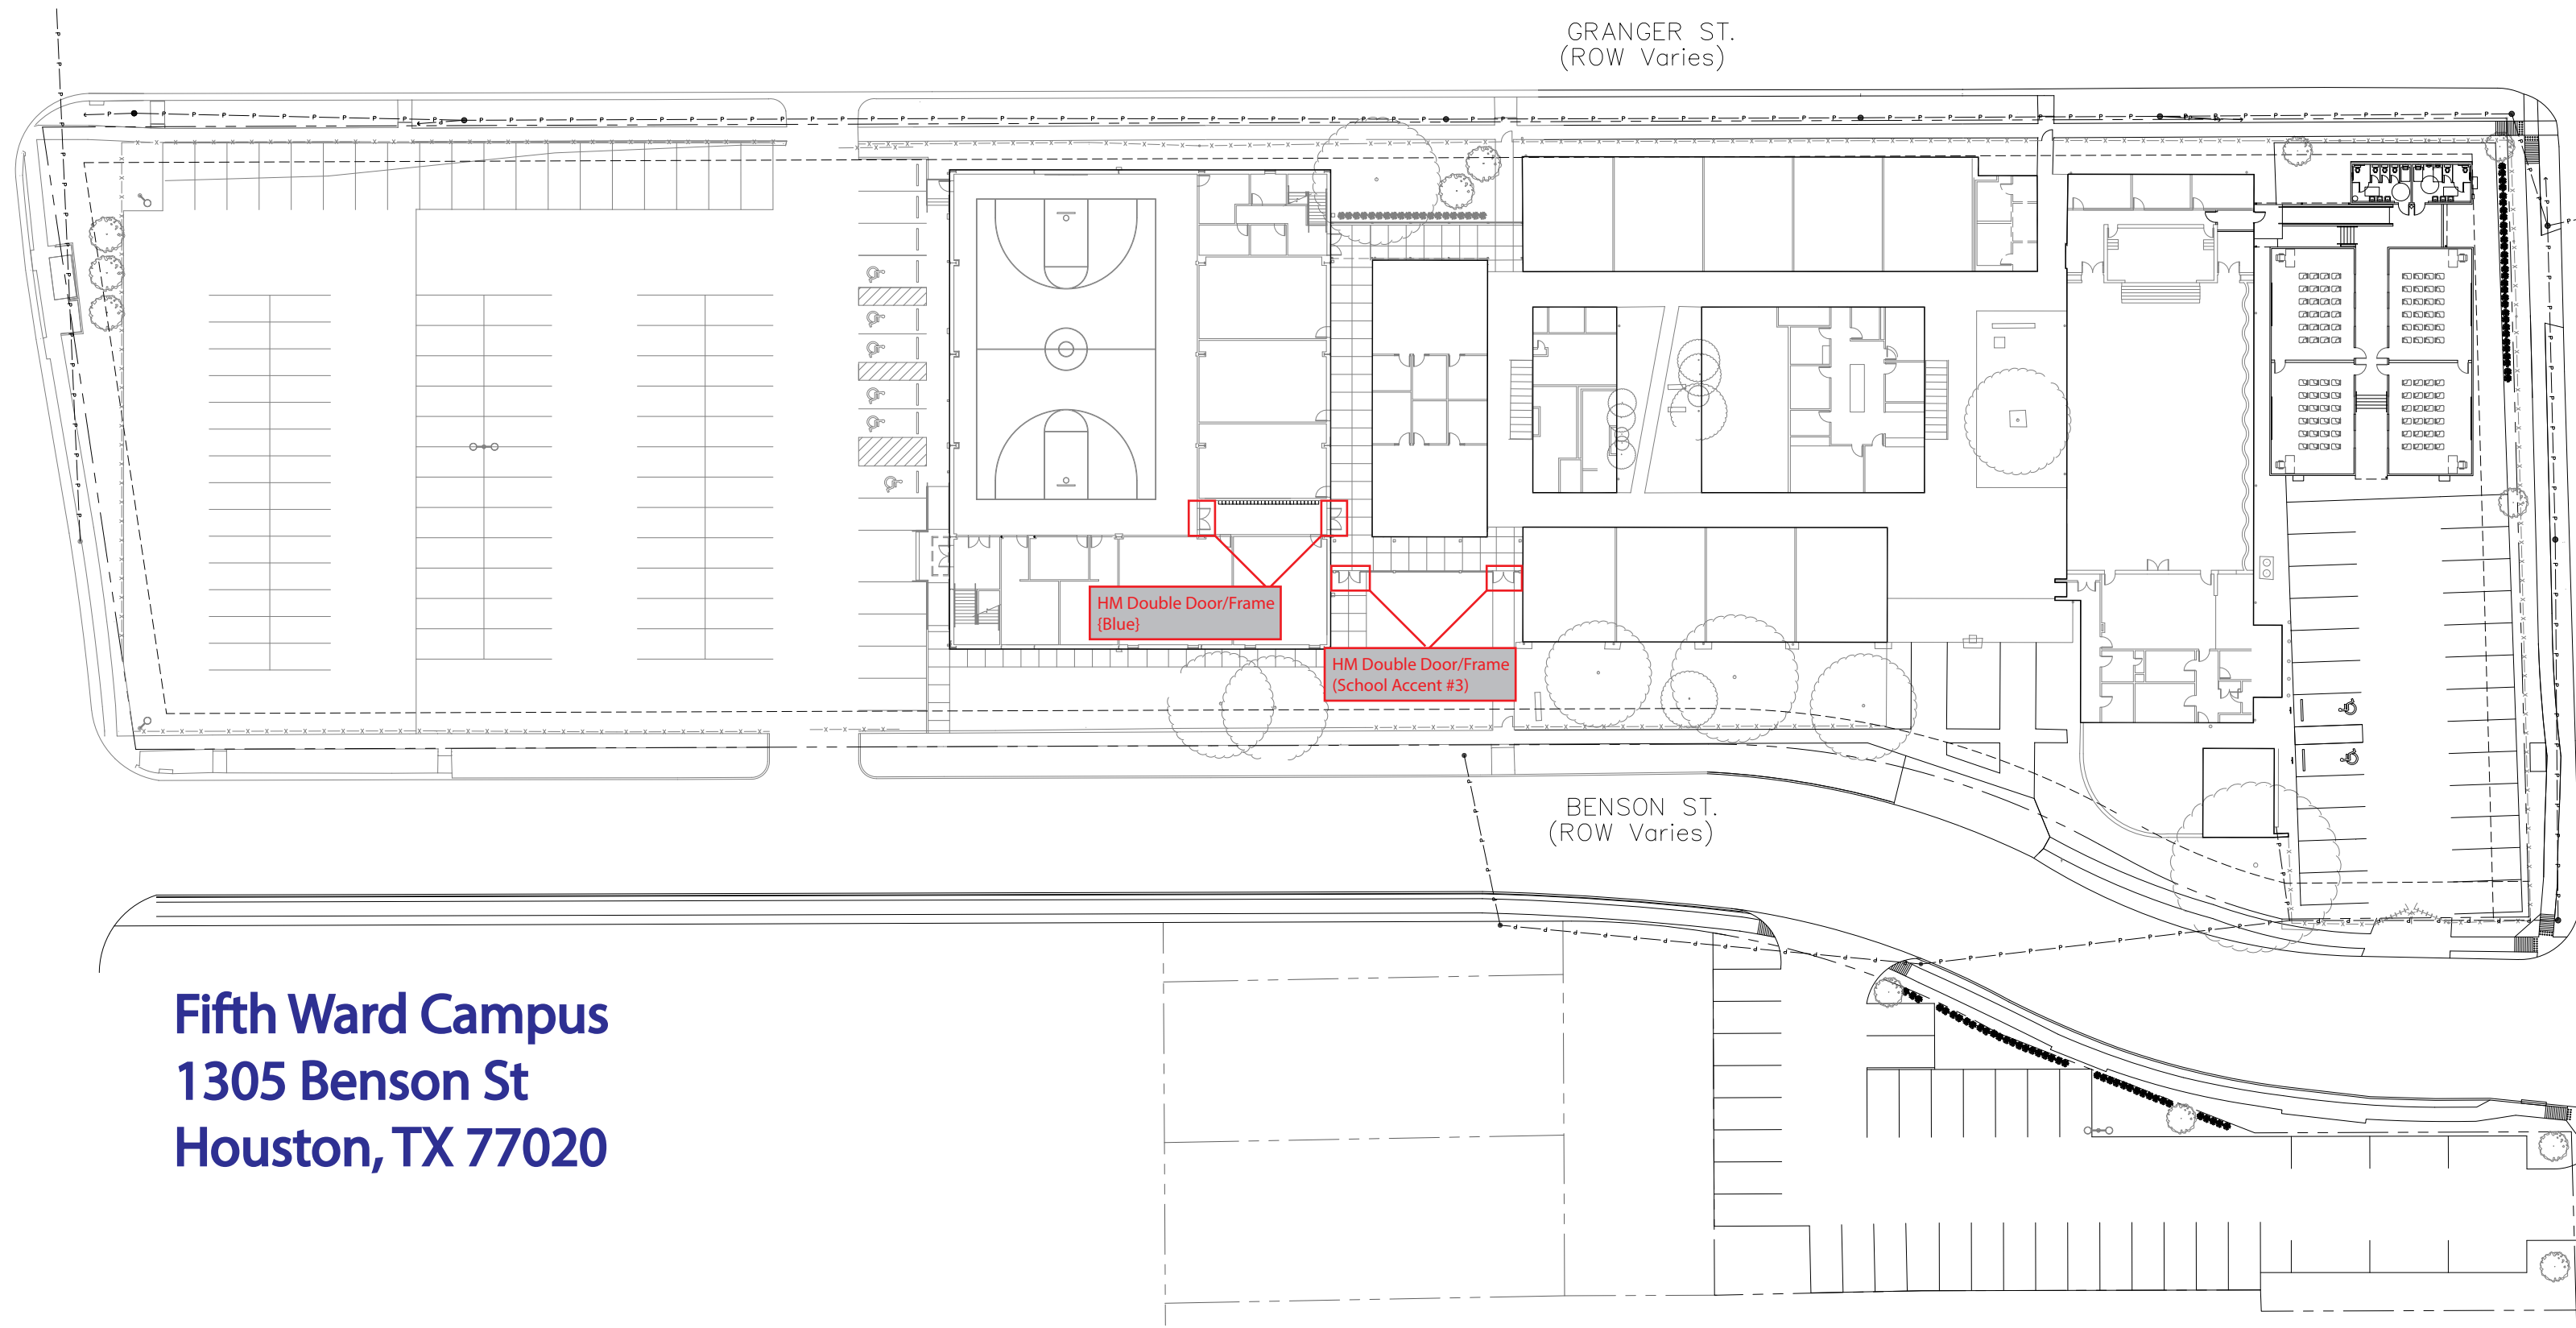 GRANGER ST.
(ROW Varies)
HM Double Door/Frame
{Blue}
HM Double Door/Frame
(School Accent #3)
BENSON ST.
(ROW Varies)
Fifth Ward Campus
1305 Benson St
Houston, TX 77020